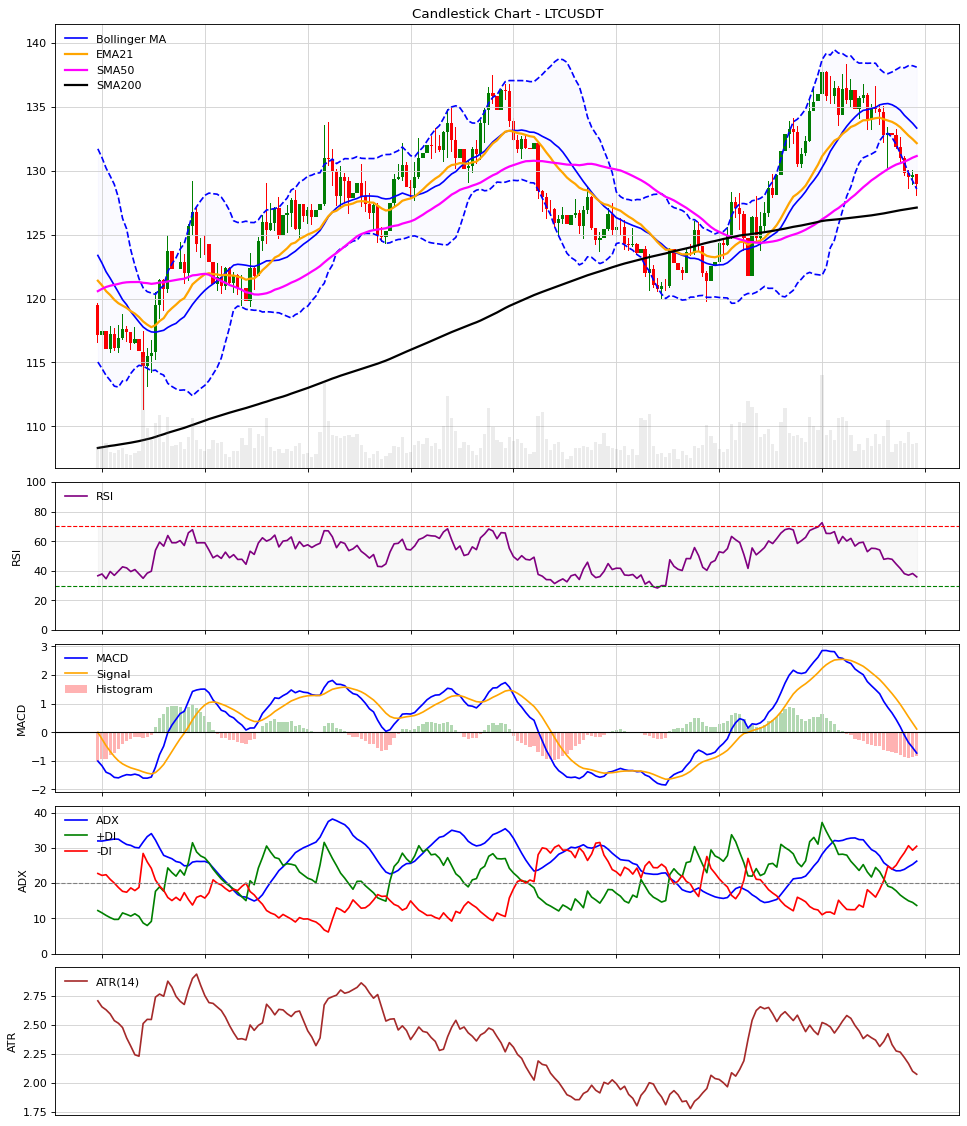 Candlestick Chart - LTCUSDT
Bollinger MA
EMA21
SMA50
SMA200
140
135
130
125
120
115
110
RSI
100
80
60
40
20
0
RSI
MACD
Signal
Histogram
3
2
1
0
−1
−2
MACD
ADX
+DI
-DI
40
30
20
10
0
ADX
ATR(14)
2.75
2.50
2.25
2.00
1.75
ATR